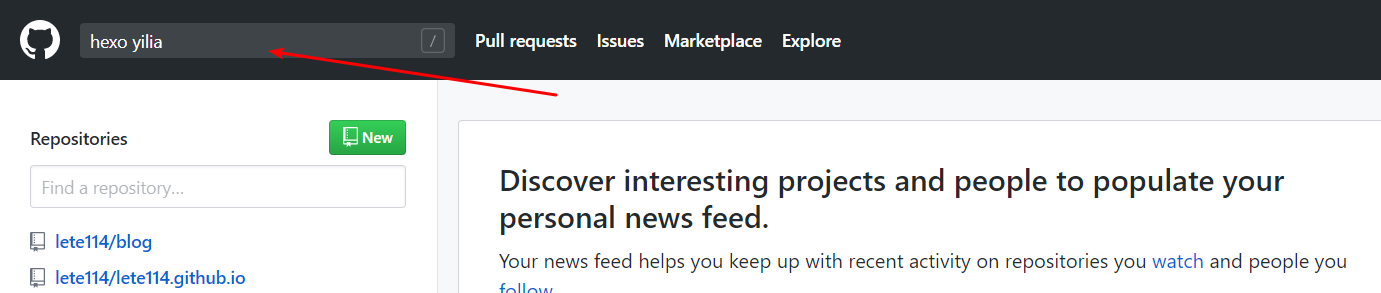 hexo yilia
/
Pull requests Issues Marketplace Explore
Repositories
New
Find a repository...
lete114/blog
lete114/lete114.github.io
Discover interesting projects and people to populate your
personal news feed.
Your news feed helps you keep up with recent activity on repositories you watch and people you
follow.